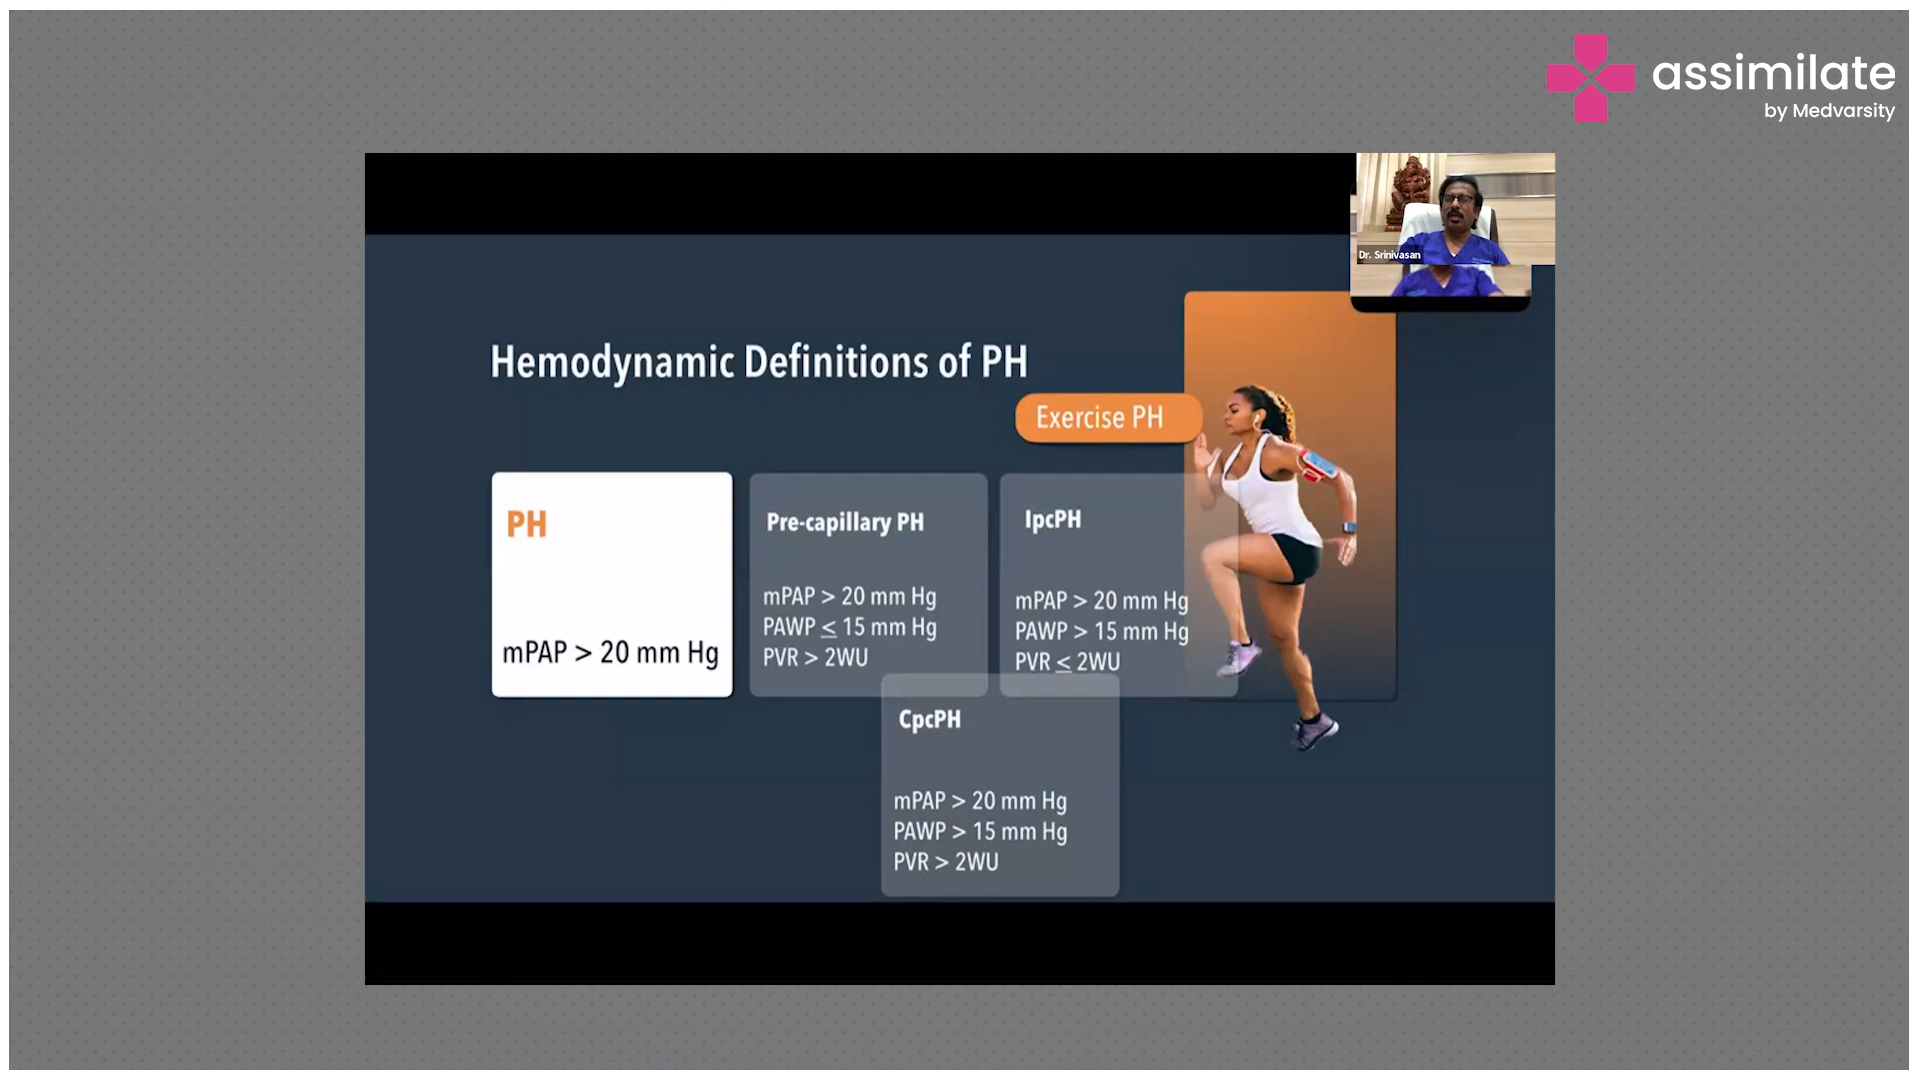 assimilate
by Medvarsity
Dr. Srinivasan
Hemodynamic Definitions of PH
Exercise PH
PH
mPAP > 20 mm Hg
Pre-capillary PH
mPAP > 20 mm Hg
PAWP ≤ 15 mm Hg
PVR > 2WU
IpcPH
mPAP > 20 mm Hg
PAWP > 15 mm Hg
PVR ≤ 2WU
CpcPH
mPAP > 20 mm Hg
PAWP > 15 mm Hg
PVR > 2WU